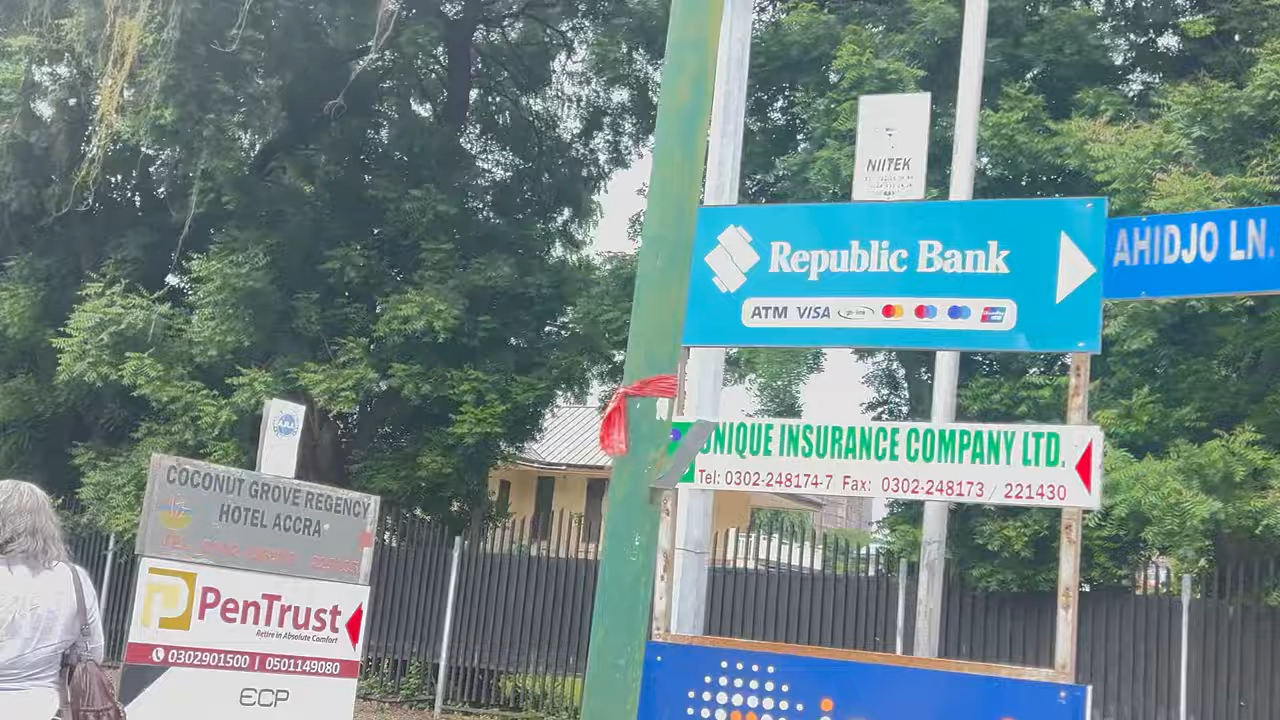 NIITEK
Republic Bank
ATM VISA
AHIDJO LN.
UNIQUE INSURANCE COMPANY LTD.
Tel: 0302-248174-7 Fax: 0302-248173 / 221430
COCONUT GROVE REGENCY
HOTEL ACCRA
PenTrust
Retire in Absolute Comfort
0302901500 | 0501149080
ECP